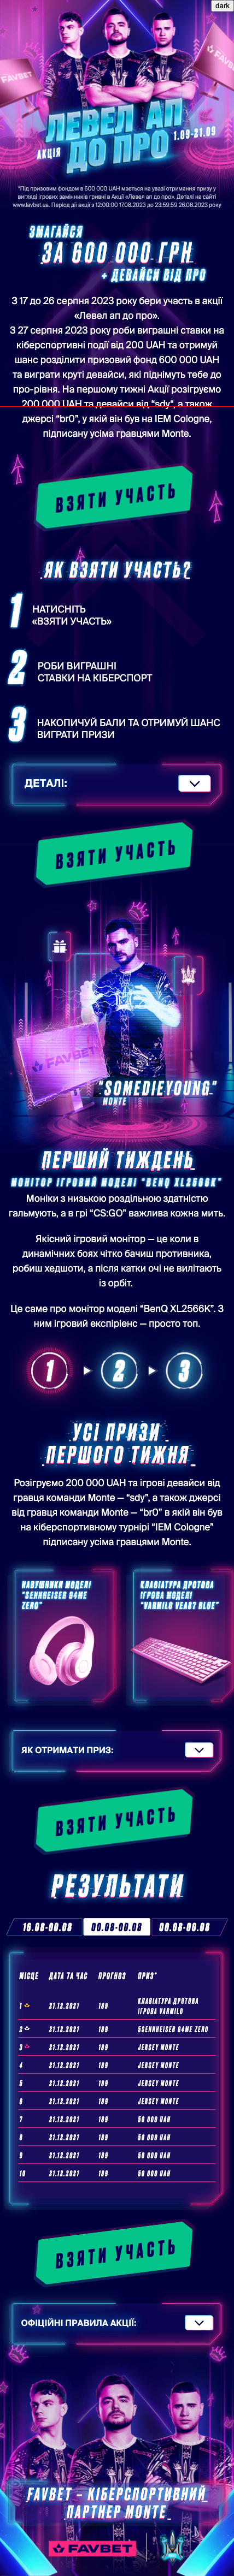 dark
FAVBET
FAVBET
ЛЕВЕЛ АП
АКЦІЯ
ДО ПРО
1.09-21.09
*Під призовим фондом в 600 000 UAH мається на увазі отримання призу у
вигляді ігрових замінників гривні в Акції «Левел ап до про». Деталі на сайті
www.favbet.ua. Період дії акції з 12:00:00 17.08.2023 до 23:59:59 26.08.2023 року
ЗМАГАЙСЯ
ЗА 600 000 ГРН
+ ДЕВАЙСИ ВІД ПРО
З 17 до 26 серпня 2023 року бери участь в акції
«Левел ап до про».
З 27 серпня 2023 року роби виграшні ставки на
кіберспортивні події від 200 UAH та отримуй
шанс розділити призовий фонд 600 000 UAH
та виграти круті девайси, які піднімуть тебе до
про-рівня. На першому тижні Акції розігруємо
200 000 UAH та девайси від “sdy”, а також
джерсі “br0”, у якій він був на IEM Cologne,
підписану усіма гравцями Monte.
ВЗЯТИ УЧАСТЬ
ЯК ВЗЯТИ УЧАСТЬ?
1 НАТИСНІТЬ
«ВЗЯТИ УЧАСТЬ»
2 РОБИ ВИГРАШНІ
СТАВКИ НА КІБЕРСПОРТ
3 НАКОПИЧУЙ БАЛИ ТА ОТРИМУЙ ШАНС
ВИГРАТИ ПРИЗИ
ДЕТАЛІ:
ВЗЯТИ УЧАСТЬ
FAVBET
"SOMEDIEYOUNG"
MONTE
ПЕРШИЙ ТИЖДЕНЬ
МОНІТОР ІГРОВИЙ МОДЕЛІ "BENQ XL2566K"
Моніки з низькою роздільною здатністю
гальмують, а в грі “CS:GO” важлива кожна мить.
Якісний ігровий монітор — це коли в
динамічних боях чітко бачиш противника,
робиш хедшоти, а після катки очі не вилітають
із орбіт.
Це саме про монітор моделі “BenQ XL2566K”. З
ним ігровий експірієнс — просто топ.
1 2 3
УСІ ПРИЗИ
ПЕРШОГО ТИЖНЯ
Розігруємо 200 000 UAH та ігрові девайси від
гравця команди Monte — “sdy”, а також джерсі
від гравця команди Monte — “br0” в якій він був
на кіберспортивному турнірі “IEM Cologne”
підписану усіма гравцями Monte.
НАВУШНИКИ МОДЕЛІ
"SENNHEISER G4ME
ZERO"
КЛАВІАТУРА ДРОТОВА
ІГРОВА МОДЕЛІ
"VARMILO VEA87 BLUE"
ЯК ОТРИМАТИ ПРИЗ:
ВЗЯТИ УЧАСТЬ
РЕЗУЛЬТАТИ
16.08-00.08 00.08-00.08 00.08-00.08
МІСЦЕ ДАТА ТА ЧАС ПРОГНОЗ ПРИЗ*
1 21.12.2021 189 КЛАВІАТУРА ДРОТОВА
ІГРОВА VARMILO
2 21.12.2021 189 SSENNHEISER G4ME ZERO
3 21.12.2021 189 JERSEY MONTE
4 21.12.2021 189 JERSEY MONTE
5 21.12.2021 189 JERSEY MONTE
6 21.12.2021 189 JERSEY MONTE
7 21.12.2021 189 50 000 UAH
8 21.12.2021 189 50 000 UAH
9 21.12.2021 189 50 000 UAH
10 21.12.2021 189 50 000 UAH
ВЗЯТИ УЧАСТЬ
ОФІЦІЙНІ ПРАВИЛА АКЦІЇ:
FAVBET – КІБЕРСПОРТИВНИЙ
ПАРТНЕР MONTE
FAVBET